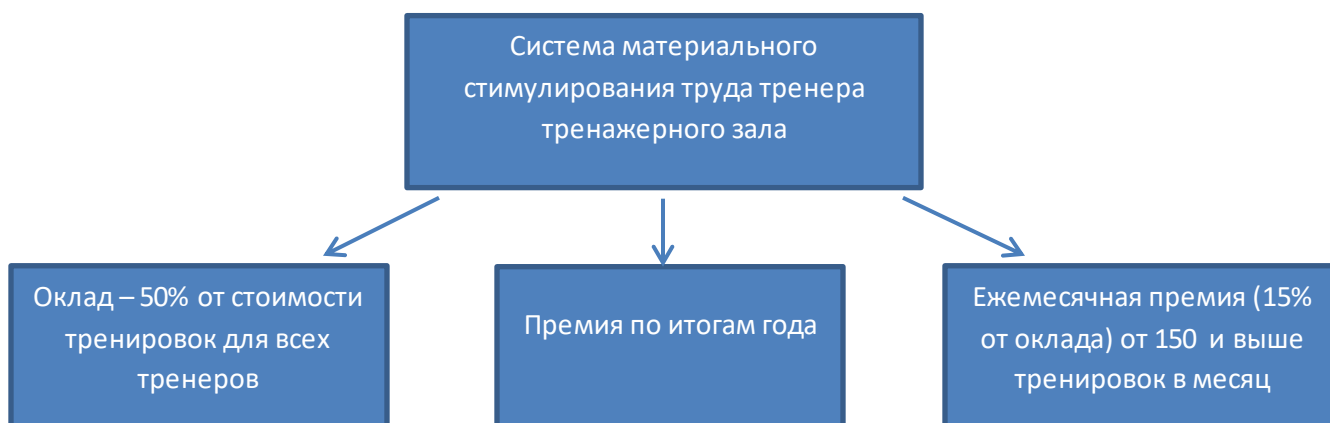 Система материального
стимулирования труда тренера
тренажерного зала
Оклад – 50% от стоимости
тренировок для всех
тренеров
Премия по итогам года
Ежемесячная премия (15%
от оклада) от 150 и выше
тренировок в месяц